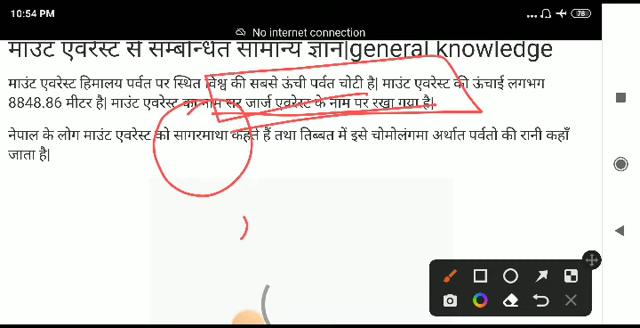 10:54 PM
78
No internet connection
माउंट एवरेस्ट से सम्बन्धित सामान्य ज्ञान|general knowledge
माउंट एवरेस्ट हिमालय पर्वत पर स्थित विश्व की सबसे ऊंची पर्वत चोटी है| माउंट एवरेस्ट की ऊंचाई लगभग
8848.86 मीटर है| माउंट एवरेस्ट का नाम सर जार्ज एवरेस्ट के नाम पर रखा गया है|
नेपाल के लोग माउंट एवरेस्ट को सागरमाथा कहते हैं तथा तिब्बत में इसे चोमोलंगमा अर्थात पर्वतो की रानी कहाँ
जाता है|